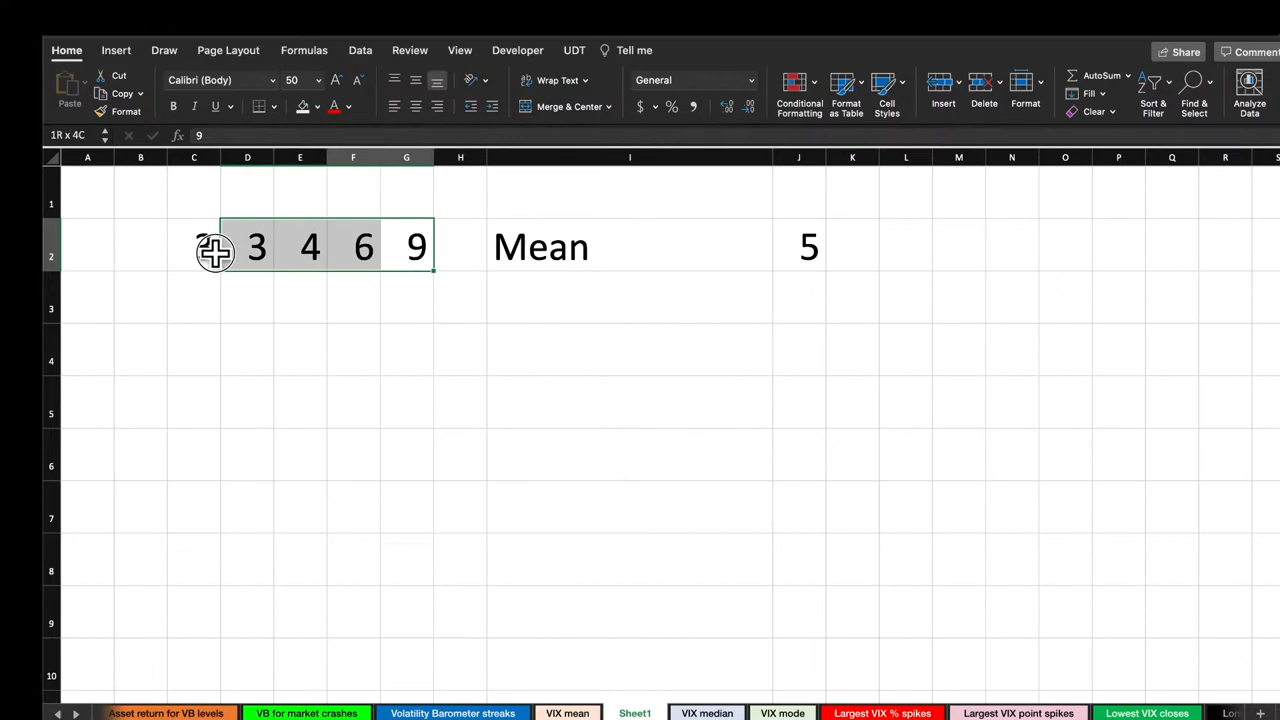 Home Insert Draw Page Layout Formulas Data Review View Developer UDT Tell me Share
Cut Calibri (Body) 50 A A Wrap Text General AutoSum
Paste Copy Conditional Formatting Format as Table Cell Styles Insert Delete Format Fill Sort & Filter Find & Select Analyze Data
Format B I U A Merge & Center $ % Clear
1R x 4C fx 9
A B C D E F G H I J K L M N O P Q R S
1
2 3 4 6 9 Mean 5
3
4
5
6
7
8
9
10
Asset return for VB levels VB for market crashes Volatility Barometer streaks VIX mean Sheet1 VIX median Largest VIX % spikes Largest VIX point spikes Lowest VIX closes